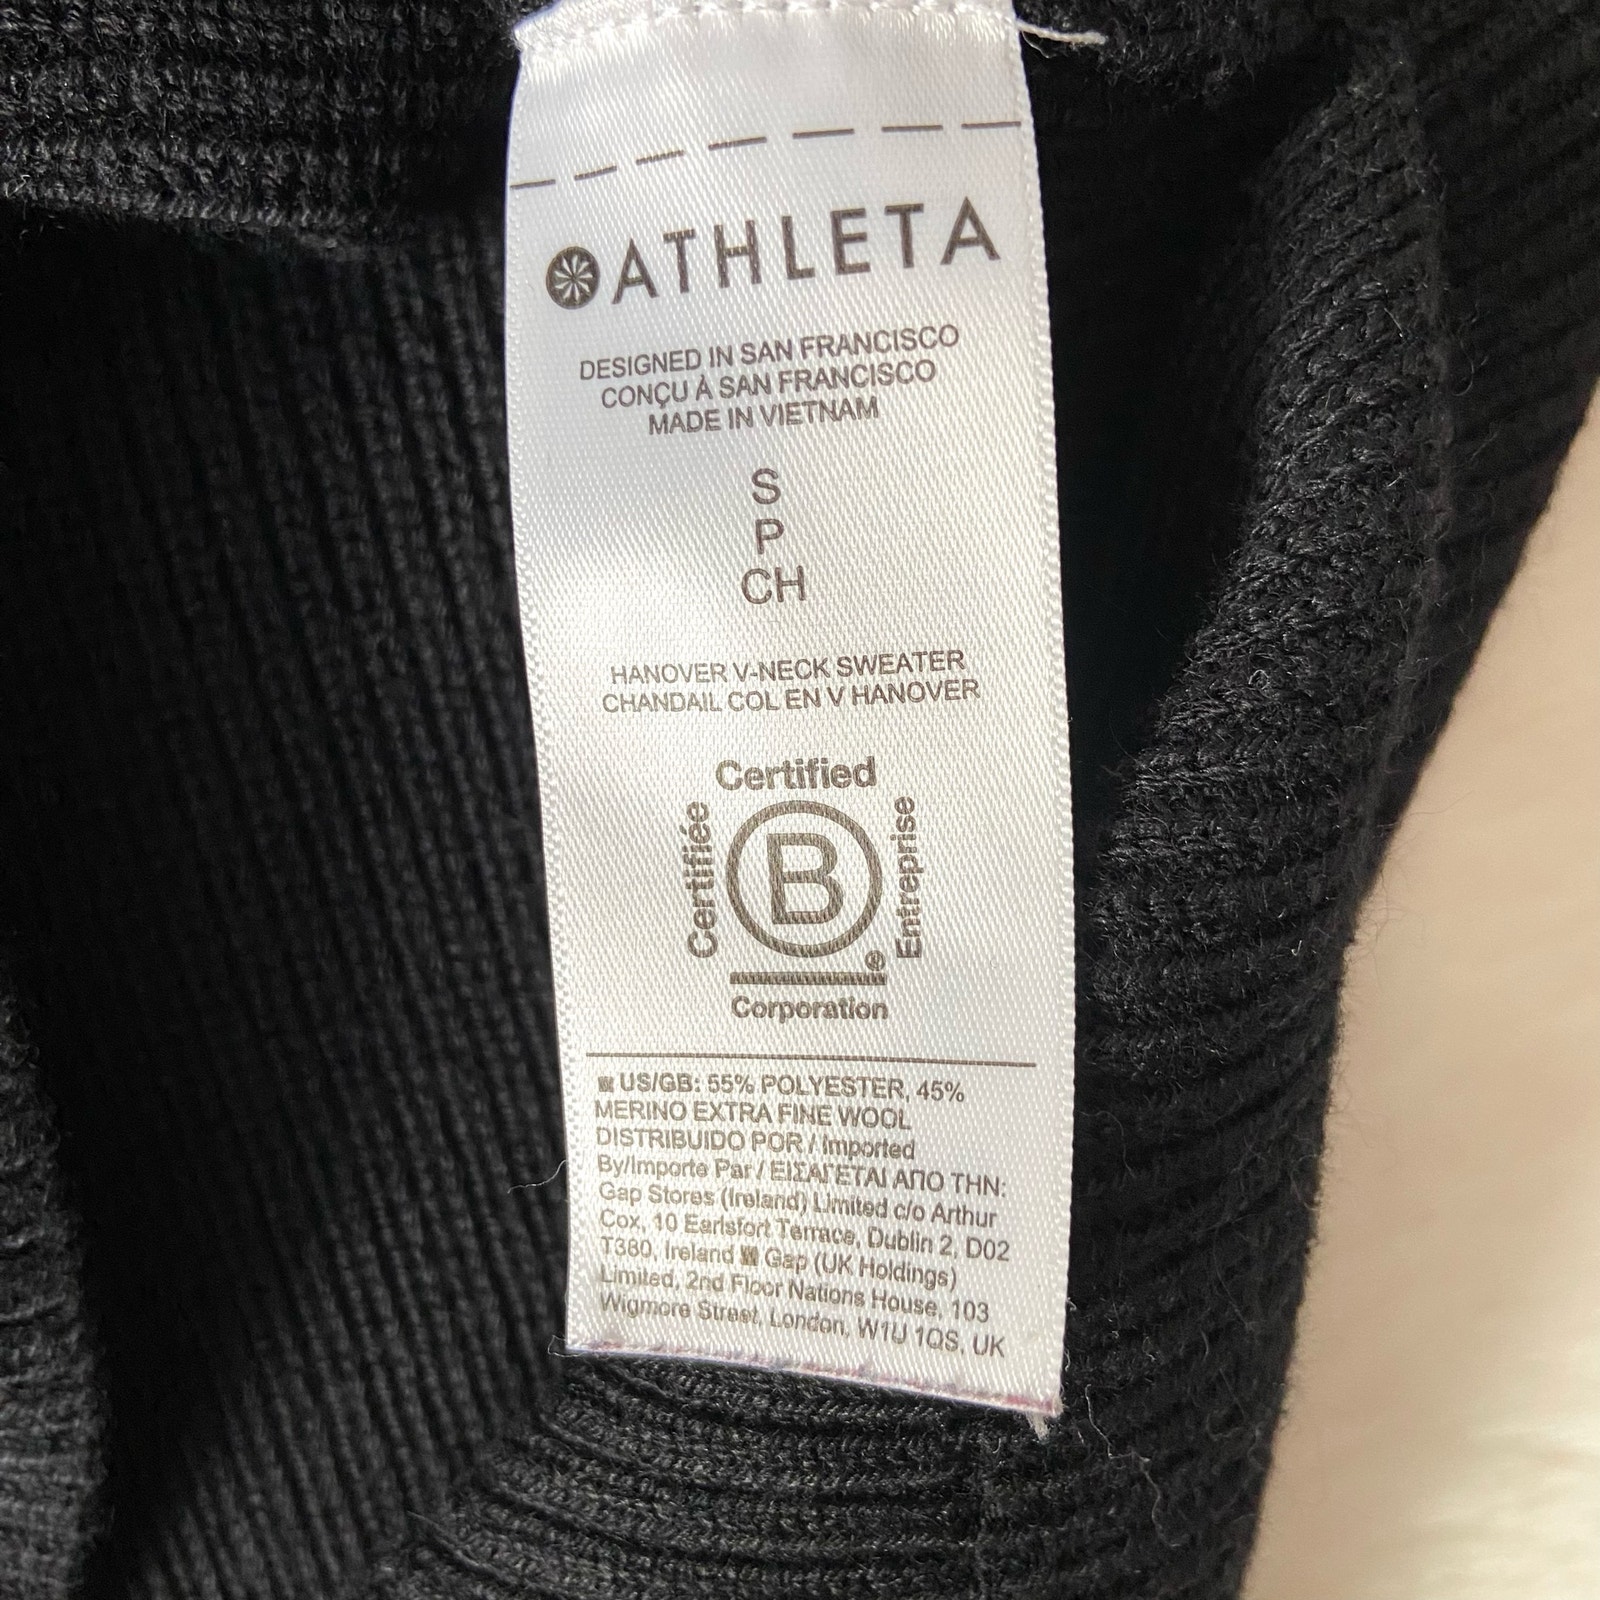 ATHLETA
DESIGNED IN SAN FRANCISCO
CONÇU À SAN FRANCISCO
MADE IN VIETNAM
S
P
CH
HANOVER V-NECK SWEATER
CHANDAIL COL EN V HANOVER
Certified
Certifiée
B
®
Entreprise
Corporation
US/GB: 55% POLYESTER, 45%
MERINO EXTRA FINE WOOL
DISTRIBUIDO POR / Imported
By/Importe Par / ΕΙΣΑΓΕΤΑΙ ΑΠΟ ΤΗΝ:
Gap Stores (Ireland) Limited c/o Arthur
Cox, 10 Earlsfort Terrace, Dublin 2, D02
T380, Ireland Gap (UK Holdings)
Limited, 2nd Floor Nations House, 103
Wigmore Street, London, W1U 1QS, UK